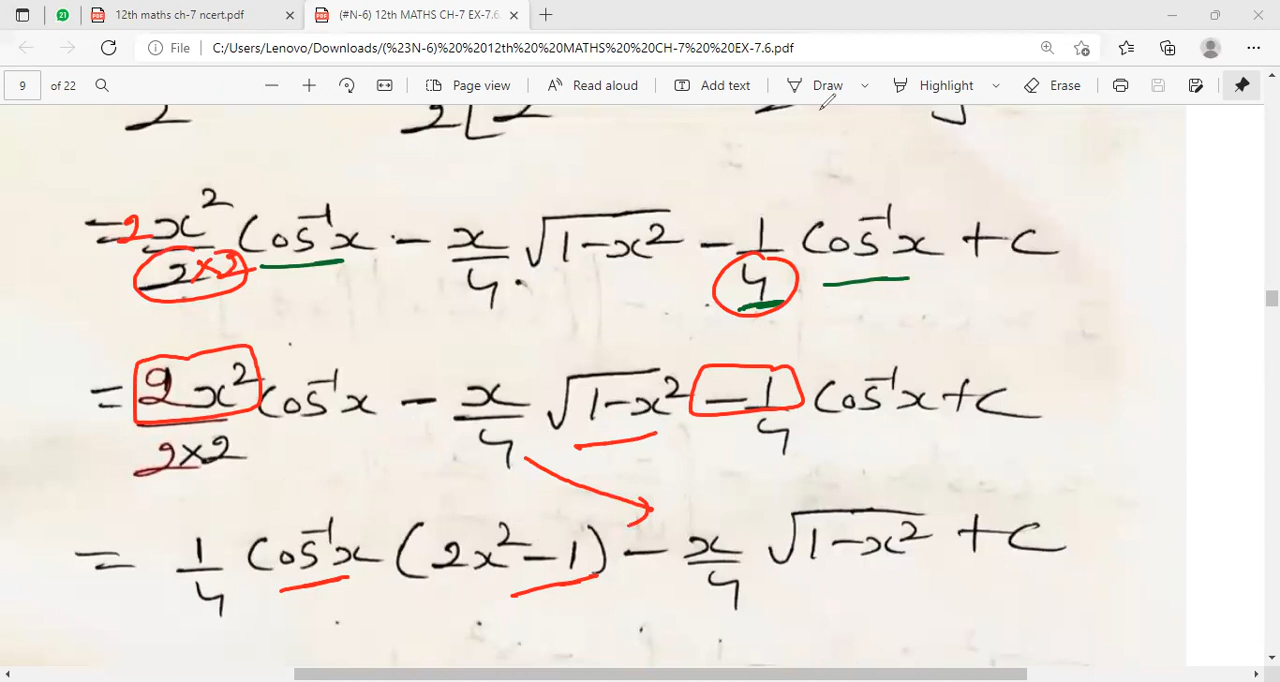 21 12th maths ch-7 ncert.pdf (#N-6) 12th MATHS CH-7 EX-7.6.
File C:/Users/Lenovo/Downloads/(%23N-6)%20%2012th%20%20MATHS%20%20CH-7%20%20EX-7.6.pdf
9 of 22 Page view Read aloud Add text Draw Highlight Erase
= 2x²/(2×2) Cos⁻¹x - x/4 √(1-x²) - 1/4 Cos⁻¹x + C
= 2x²/(2×2) Cos⁻¹x - x/4 √(1-x²) - 1/4 Cos⁻¹x + C
= 1/4 Cos⁻¹x (2x²-1) - x/4 √(1-x²) + C